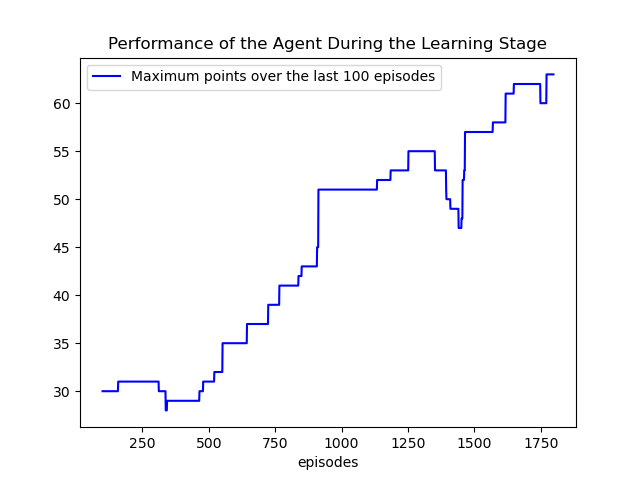 Performance of the Agent During the Learning Stage
Maximum points over the last 100 episodes
60
55
50
45
40
35
30
250 500 750 1000 1250 1500 1750
episodes